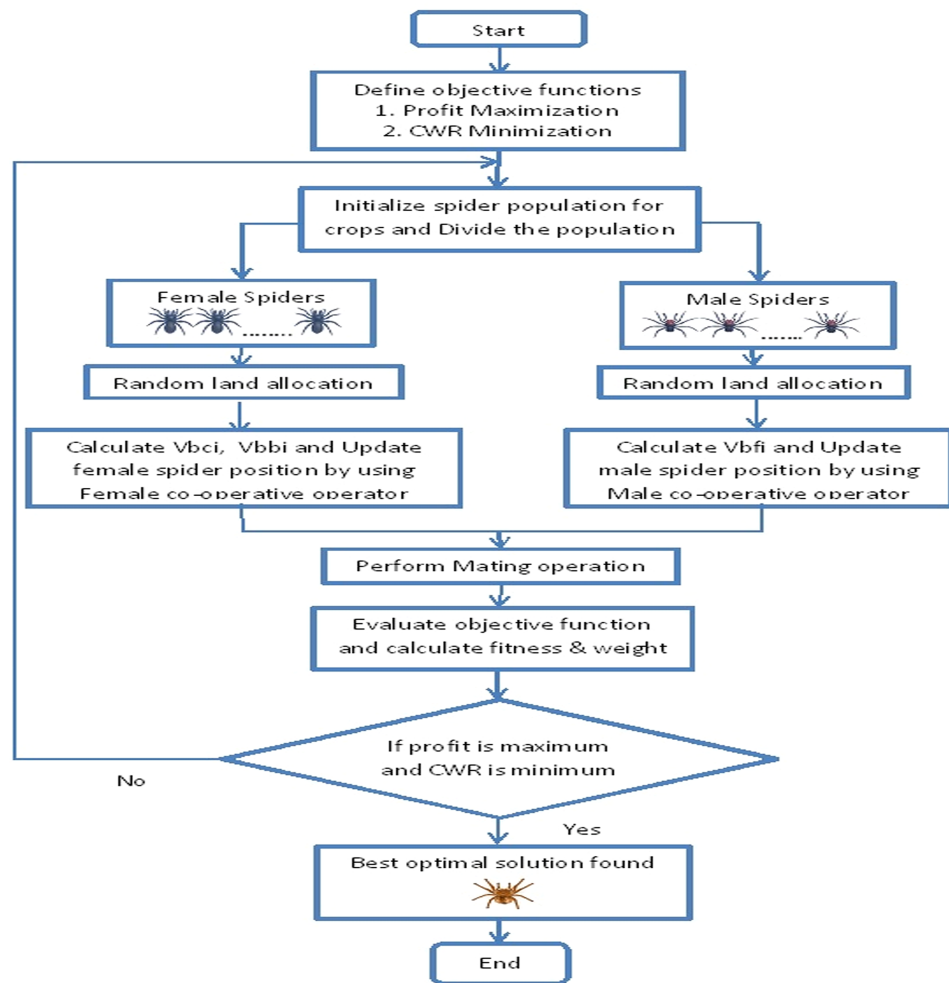 Start
Define objective functions
1. Profit Maximization
2. CWR Minimization
Initialize spider population for
crops and Divide the population
Female Spiders
........
Male Spiders
.......
Random land allocation
Random land allocation
Calculate Vbci, Vbbi and Update
female spider position by using
Female co-operative operator
Calculate Vbfi and Update
male spider position by using
Male co-operative operator
Perform Mating operation
Evaluate objective function
and calculate fitness & weight
If profit is maximum
and CWR is minimum
No
Yes
Best optimal solution found
End